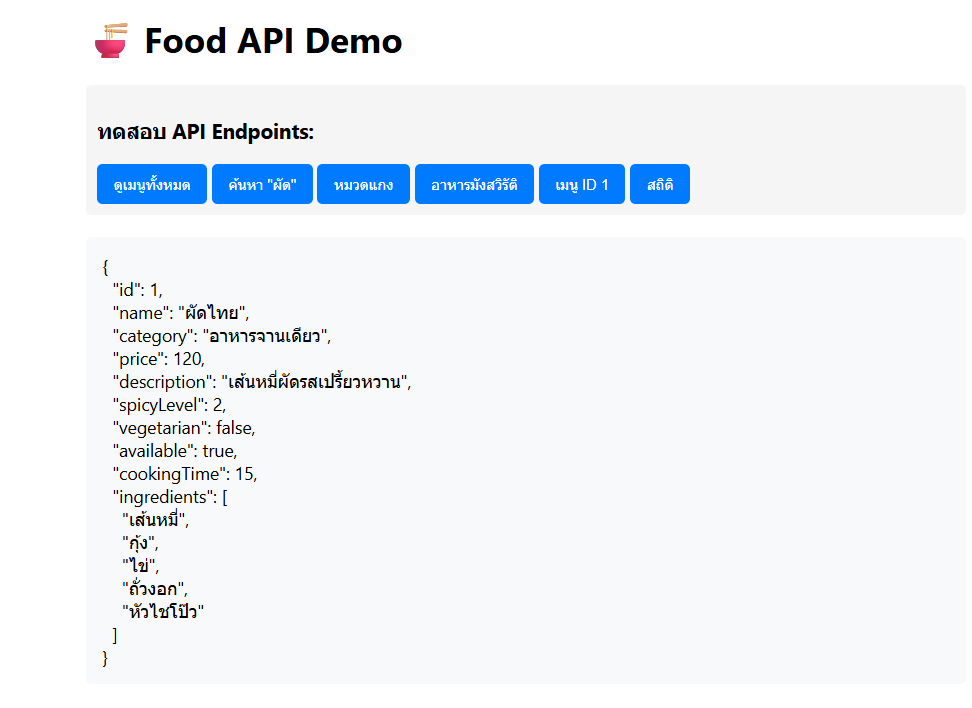 Food API Demo
ทดสอบ API Endpoints:
ดูเมนูทั้งหมด ค้นหา "ผัด" หมวดแกง อาหารมังสวิรัติ เมนู ID 1 สถิติ
{
  "id": 1,
  "name": "ผัดไทย",
  "category": "อาหารจานเดียว",
  "price": 120,
  "description": "เส้นหมี่ผัดรสเปรี้ยวหวาน",
  "spicyLevel": 2,
  "vegetarian": false,
  "available": true,
  "cookingTime": 15,
  "ingredients": [
    "เส้นหมี่",
    "กุ้ง",
    "ไข่",
    "ถั่วงอก",
    "หัวไชโป๊ว"
  ]
}